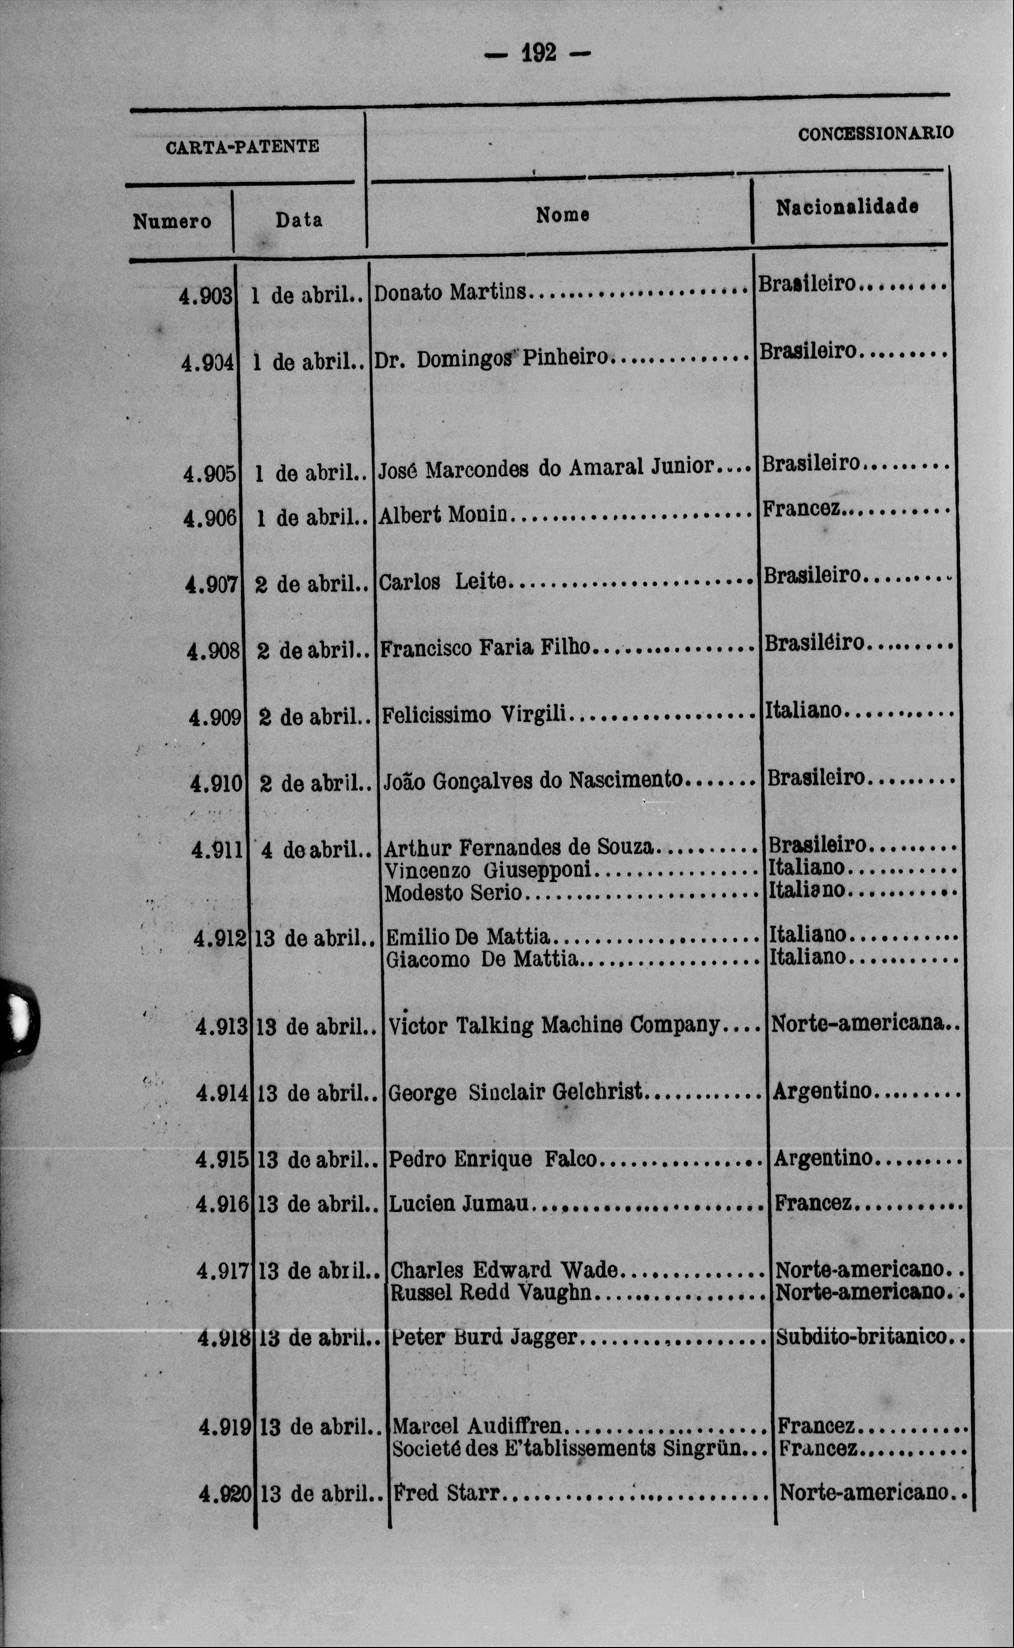 — 192 —
CARTA-PATENTE CONCESSIONARIO
Numero Data Nome Nacionalidade
4.903 1 de abril.. Donato Martins..................... Brasileiro.........
4.904 1 de abril.. Dr. Domingos Pinheiro.............. Brasileiro.........
4.905 1 de abril.. José Marcondes do Amaral Junior.... Brasileiro.........
4.906 1 de abril.. Albert Monin....................... Francez...........
4.907 2 de abril.. Carlos Leite....................... Brasileiro.........
4.908 2 de abril.. Francisco Faria Filho............... Brasiléiro.........
4.909 2 de abril.. Felicissimo Virgili.................. Italiano...........
4.910 2 de abril.. João Gonçalves do Nascimento....... Brasileiro.........
4.911 4 de abril.. Arthur Fernandes de Souza.......... Brasileiro.........
Vincenzo Giusepponi................ Italiano...........
Modesto Serio...................... Italiano...........
4.912 13 de abril.. Emilio De Mattia.................... Italiano...........
Giacomo De Mattia................. Italiano...........
4.913 13 de abril.. Victor Talking Machine Company.... Norte-americana..
4.914 13 de abril.. George Sinclair Gelchrist............ Argentino.........
4.915 13 de abril.. Pedro Enrique Falco................ Argentino.........
4.916 13 de abril.. Lucien Jumau...................... Francez...........
4.917 13 de abril.. Charles Edward Wade.............. Norte-americano..
Russel Redd Vaughn................ Norte-americano..
4.918 13 de abril.. Peter Burd Jagger.................. Subdito-britanico..
4.919 13 de abril.. Marcel Audiffren................... Francez...........
Societé des E'tablissements Singrün... Francez...........
4.920 13 de abril.. Fred Starr......................... Norte-americano..